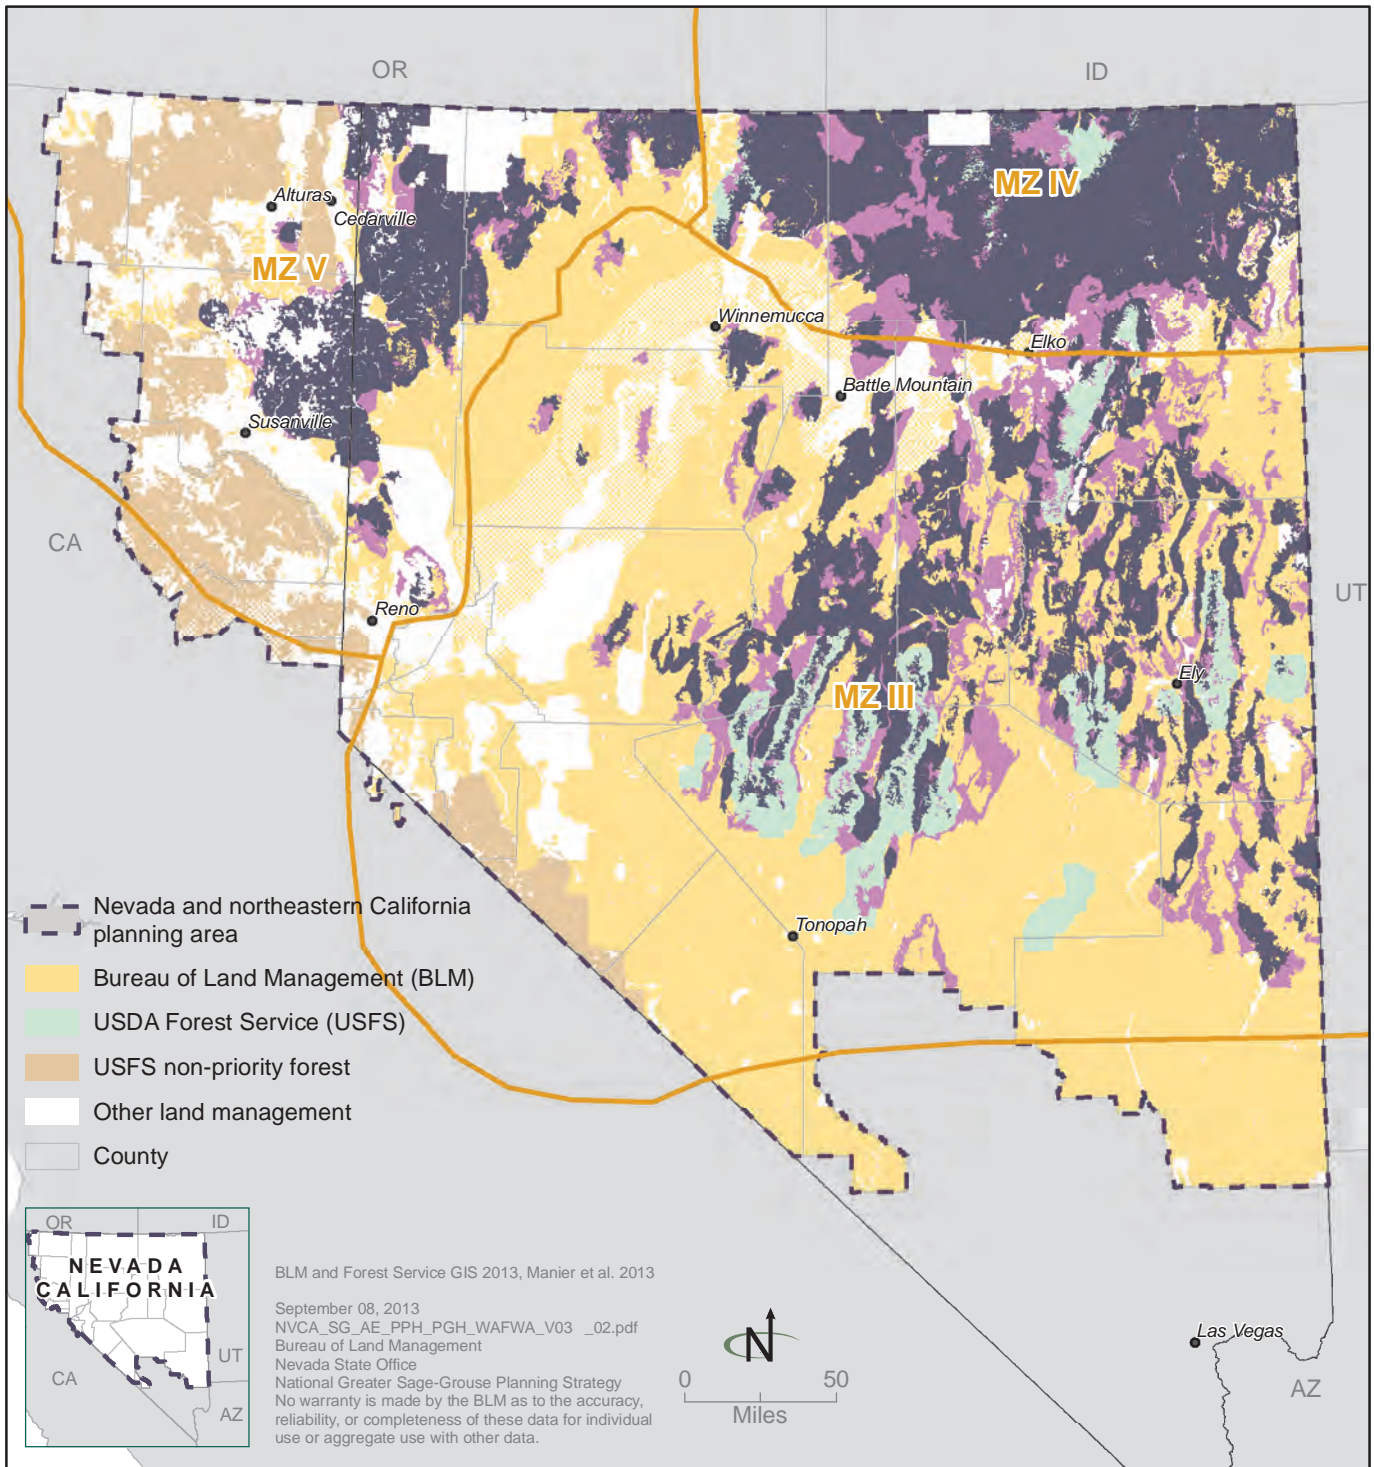 OR
ID
MZ IV
Alturas
Cedarville
MZ V
Winnemucca
Elko
Battle Mountain
Susanville
CA
UT
Reno
Ely
MZ III
Tonopah
Nevada and northeastern California
planning area
Bureau of Land Management (BLM)
USDA Forest Service (USFS)
USFS non-priority forest
Other land management
County
OR
ID
NEVADA
CALIFORNIA
UT
CA
AZ
BLM and Forest Service GIS 2013, Manier et al. 2013
September 08, 2013
NVCA_SG_AE_PPH_PGH_WAFWA_V03 _02.pdf
Bureau of Land Management
Nevada State Office
National Greater Sage-Grouse Planning Strategy
No warranty is made by the BLM as to the accuracy,
reliability, or completeness of these data for individual
use or aggregate use with other data.
N
0 50
Miles
Las Vegas
AZ